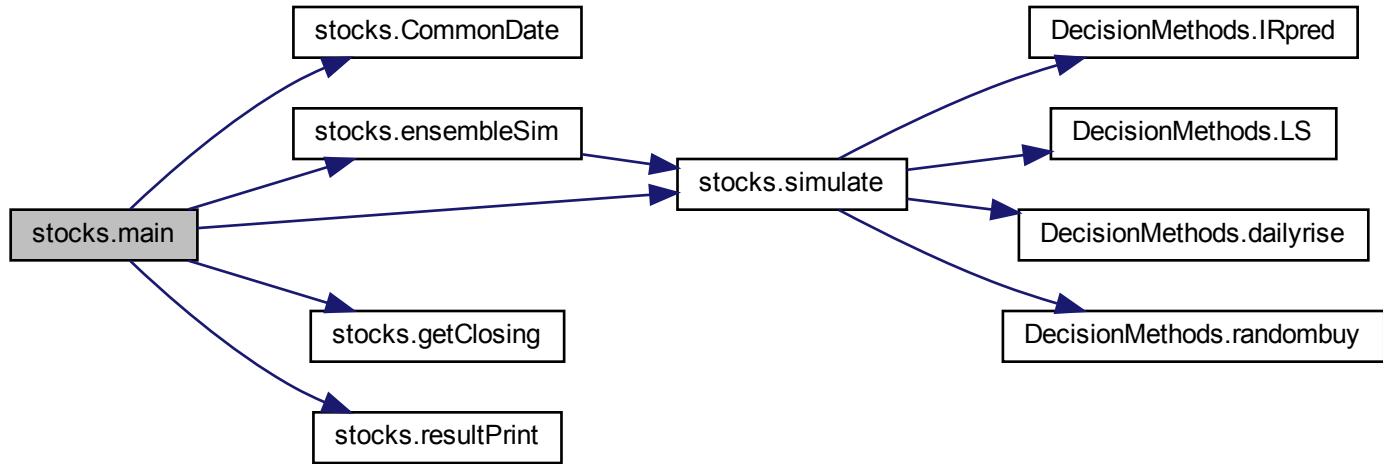 stocks.CommonDate
DecisionMethods.IRpred
stocks.ensembleSim
DecisionMethods.LS
stocks.simulate
stocks.main
DecisionMethods.dailyrise
stocks.getClosing
DecisionMethods.randombuy
stocks.resultPrint